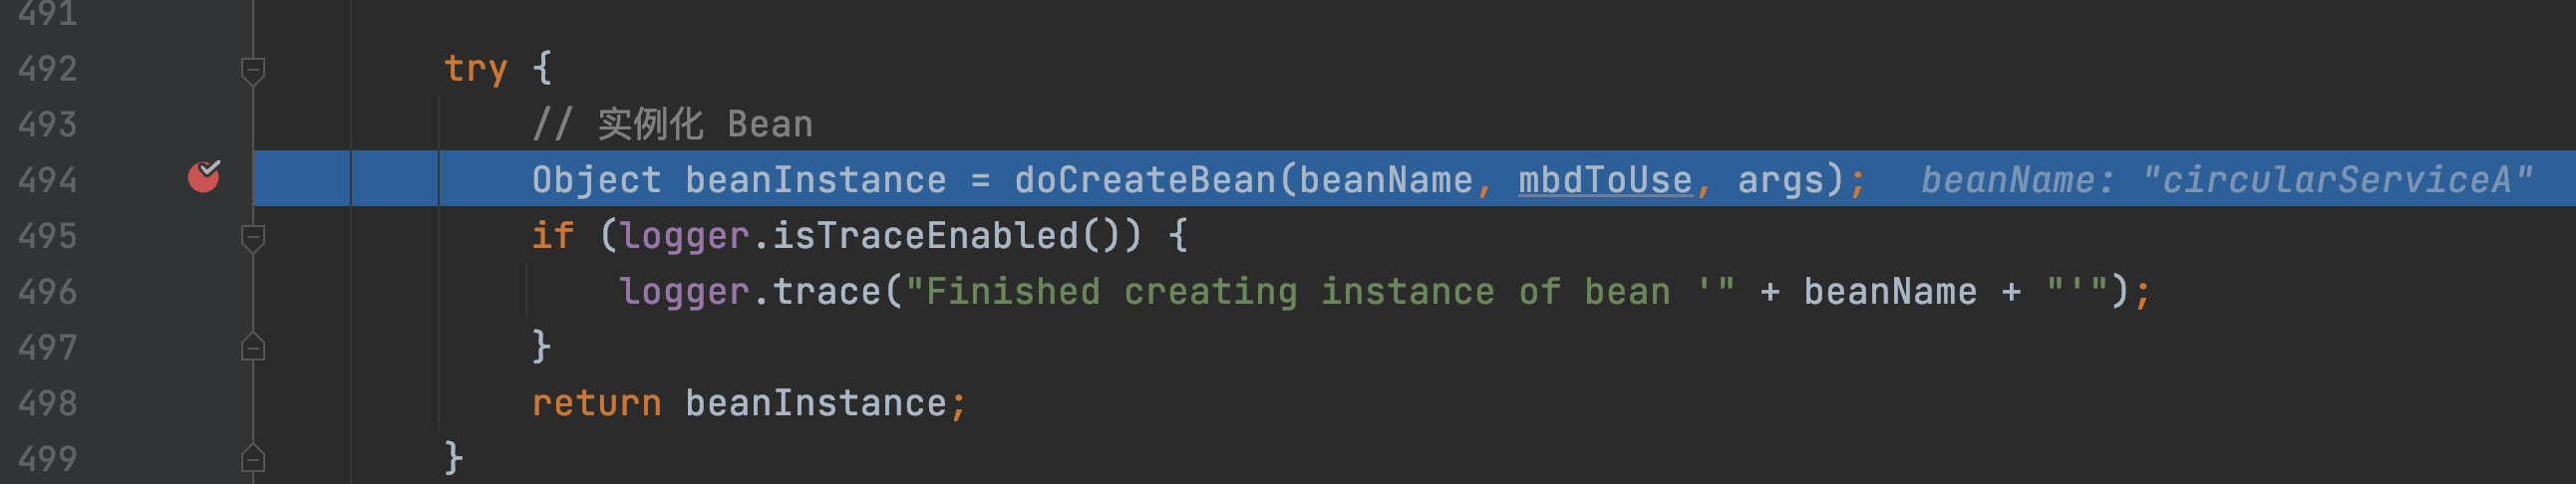 491
492 try {
493 // 实例化 Bean
494 Object beanInstance = doCreateBean(beanName, mbdToUse, args); beanName: "circularServiceA"
495 if (logger.isTraceEnabled()) {
496 logger.trace("Finished creating instance of bean '" + beanName + "'");
497 }
498 return beanInstance;
499 }